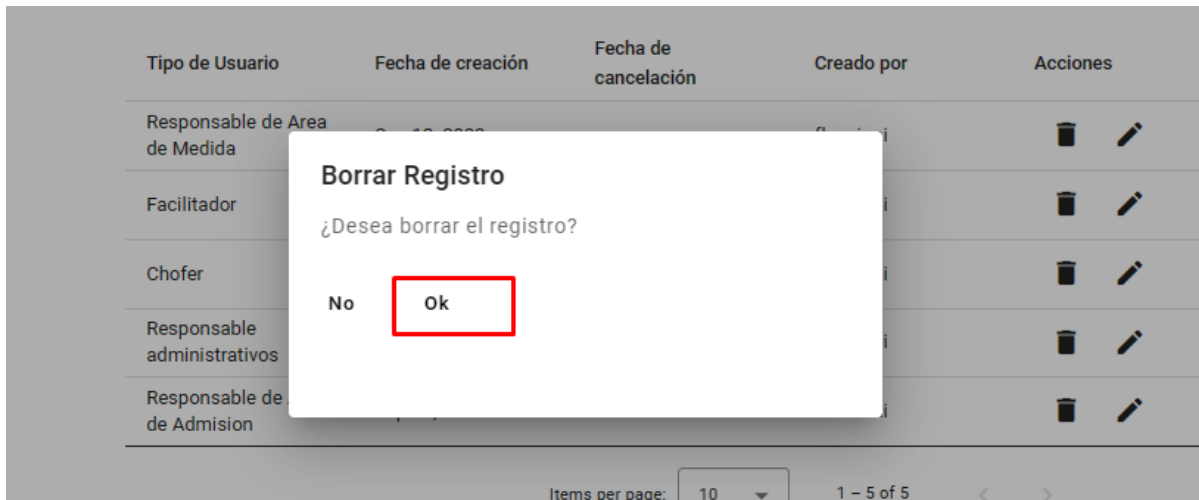 Tipo de Usuario Fecha de creación Fecha de cancelación Creado por Acciones
Responsable de Area
de Medida
Borrar Registro
Facilitador
¿Desea borrar el registro?
Chofer
No Ok
Responsable
administrativos
Responsable de
de Admision
Items per page: 10 1 – 5 of 5